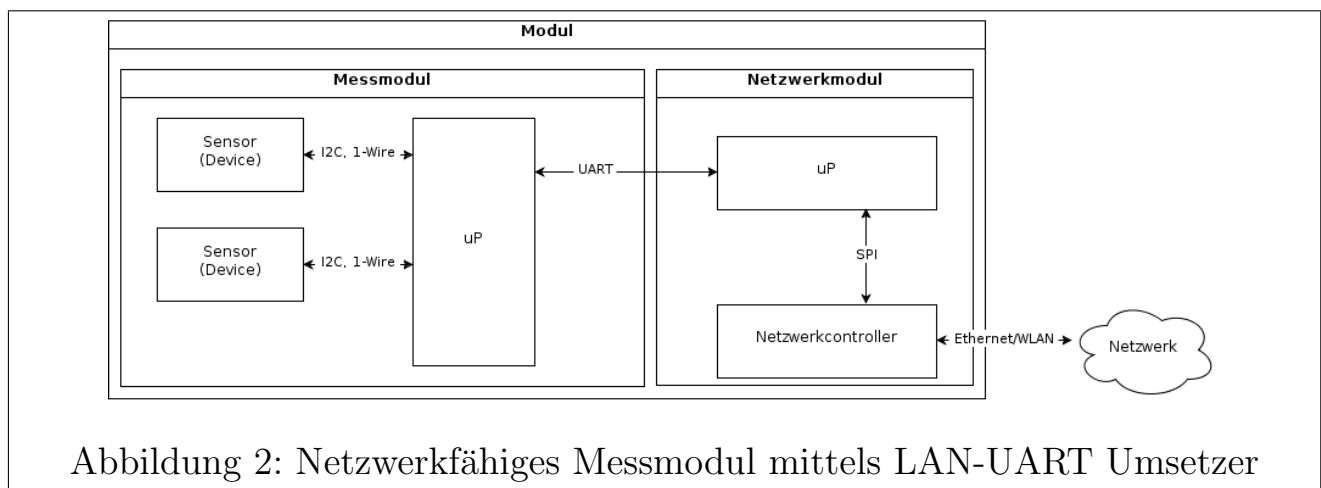 Modul
Messmodul
Netzwerkmodul
Sensor
(Device)
I2C, 1-Wire
uP
UART
uP
Sensor
(Device)
I2C, 1-Wire
SPI
Netzwerkcontroller
Ethernet/WLAN
Netzwerk
Abbildung 2: Netzwerkfähiges Messmodul mittels LAN-UART Umsetzer